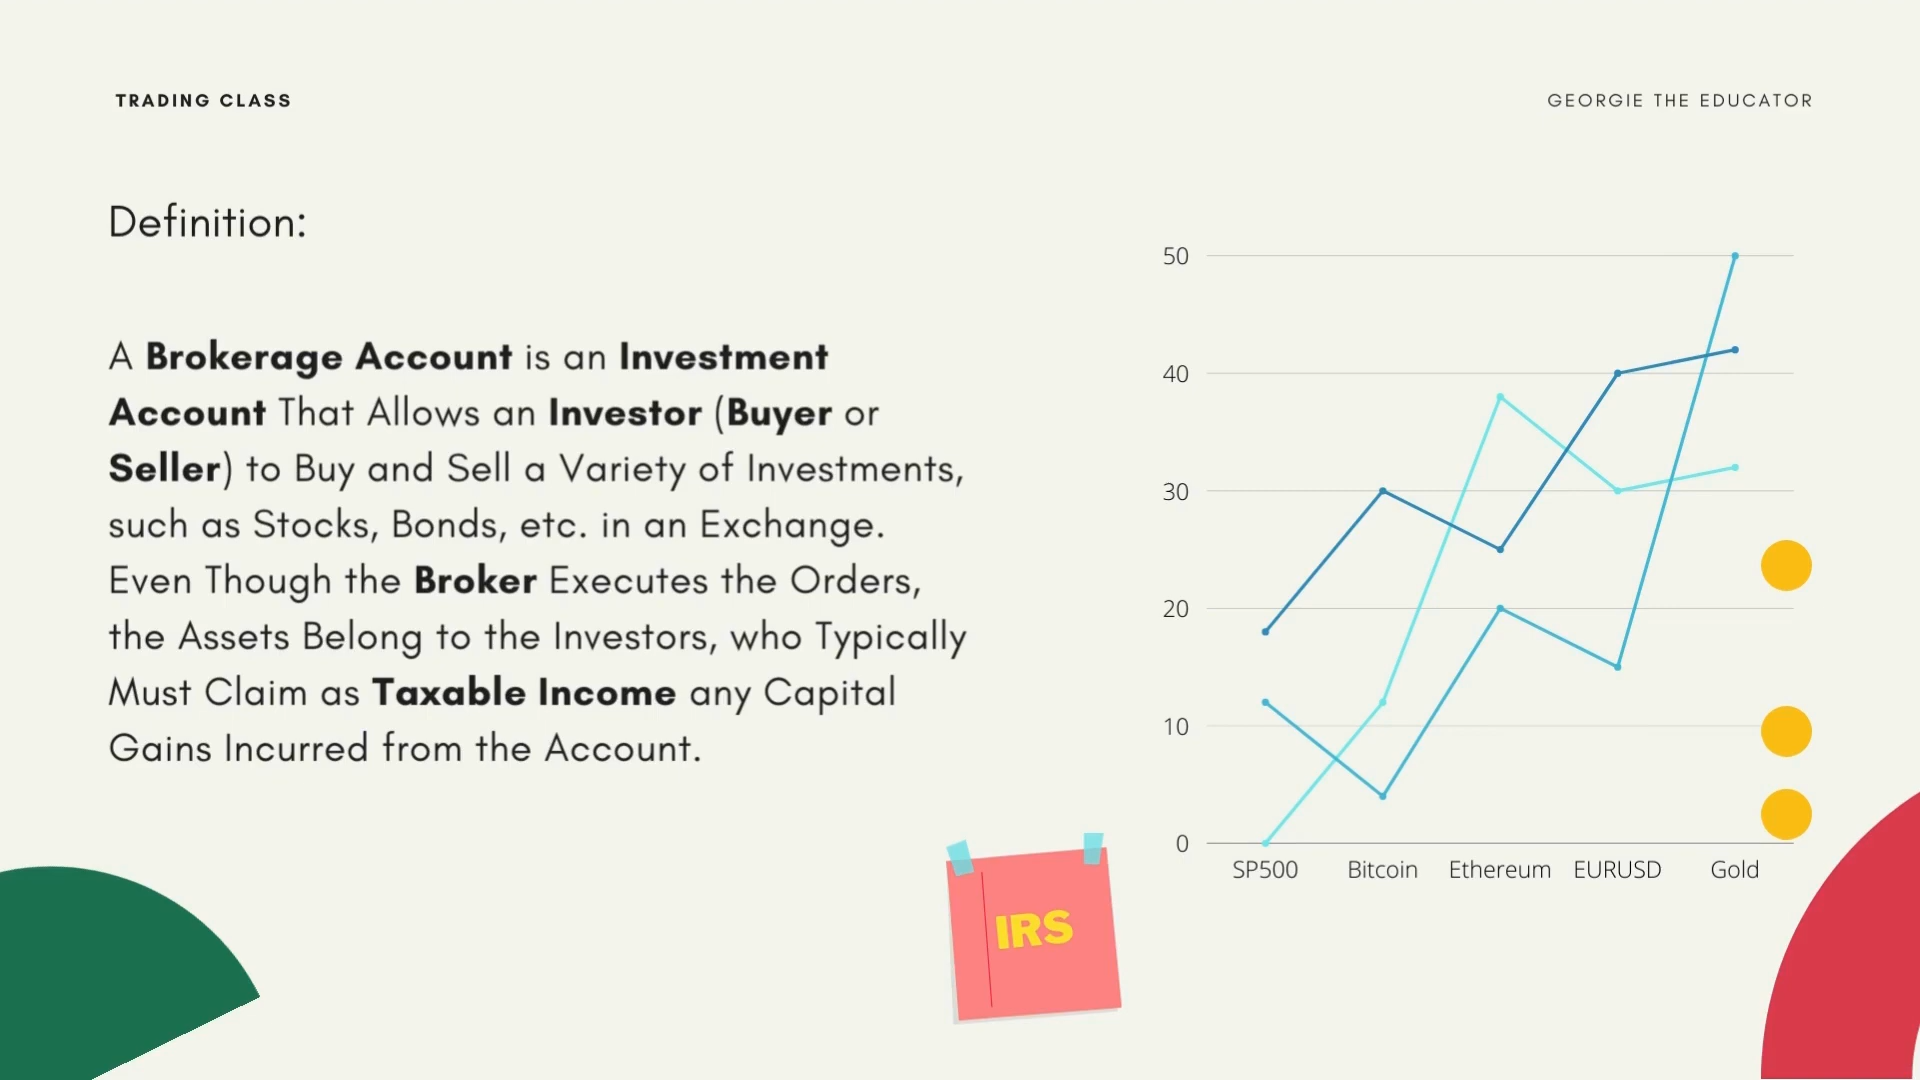 TRADING CLASS
GEORGIE THE EDUCATOR
Definition:
A Brokerage Account is an Investment
Account That Allows an Investor (Buyer or
Seller) to Buy and Sell a Variety of Investments,
such as Stocks, Bonds, etc. in an Exchange.
Even Though the Broker Executes the Orders,
the Assets Belong to the Investors, who Typically
Must Claim as Taxable Income any Capital
Gains Incurred from the Account.
50
40
30
20
10
0
SP500 Bitcoin Ethereum EURUSD Gold
IRS